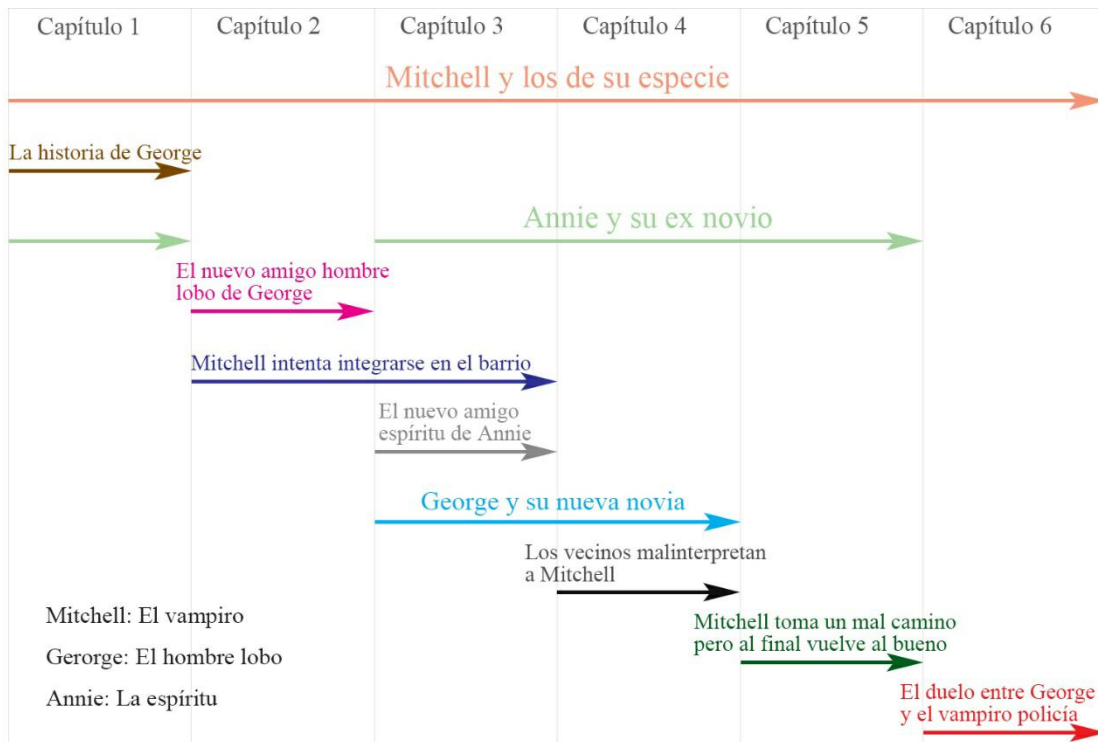 Capítulo 1 Capítulo 2 Capítulo 3 Capítulo 4 Capítulo 5 Capítulo 6
Mitchell y los de su especie
La historia de George
Annie y su ex novio
El nuevo amigo hombre
lobo de George
Mitchell intenta integrarse en el barrio
El nuevo amigo
espíritu de Annie
George y su nueva novia
Los vecinos malinterpretan
a Mitchell
Mitchell toma un mal camino
pero al final vuelve al bueno
El duelo entre George
y el vampiro policía
Mitchell: El vampiro
Gerorge: El hombre lobo
Annie: La espíritu